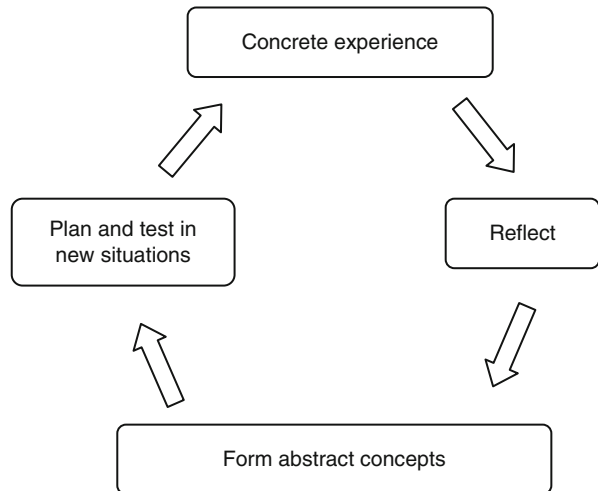 Concrete experience
Reflect
Form abstract concepts
Plan and test in
new situations